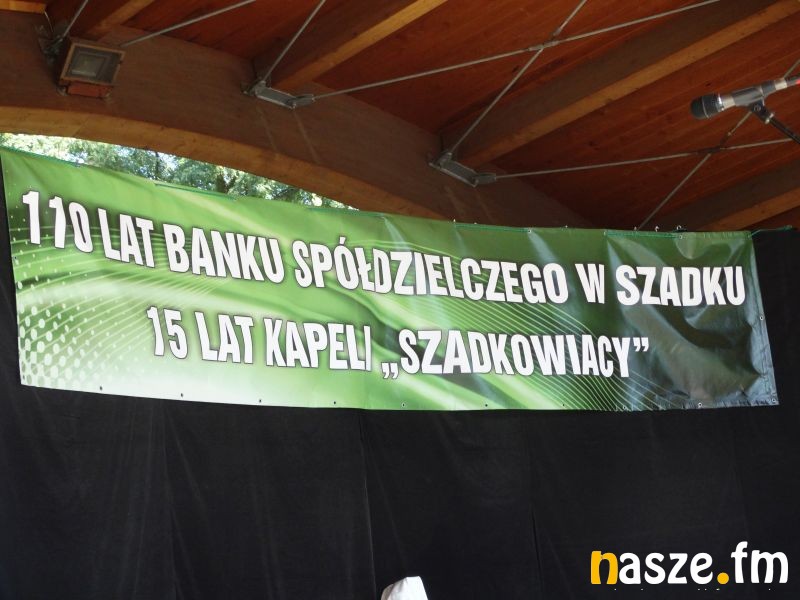 110 LAT BANKU SPÓŁDZIELCZEGO W SZADKU
15 LAT KAPELI „SZADKOWIACY”
nasze.fm